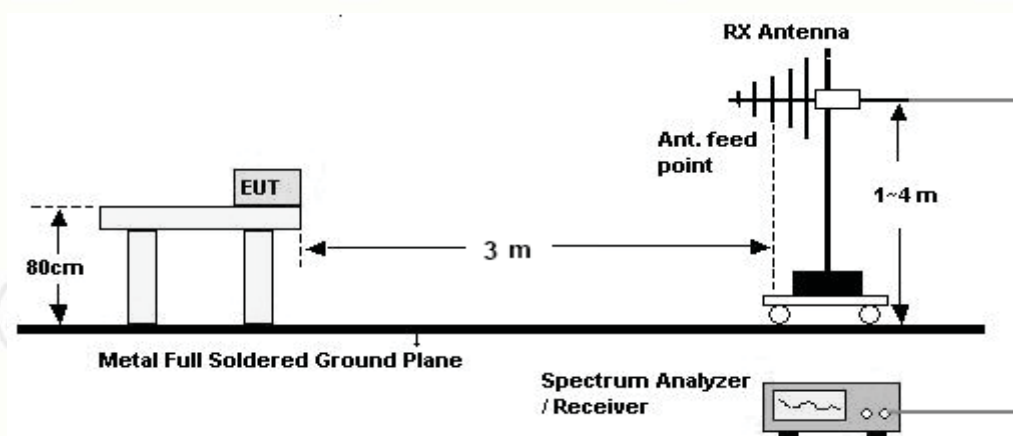 RX Antenna
Ant. feed
point
1~4 m
EUT
3 m
80cm
Metal Full Soldered Ground Plane
Spectrum Analyzer
/ Receiver